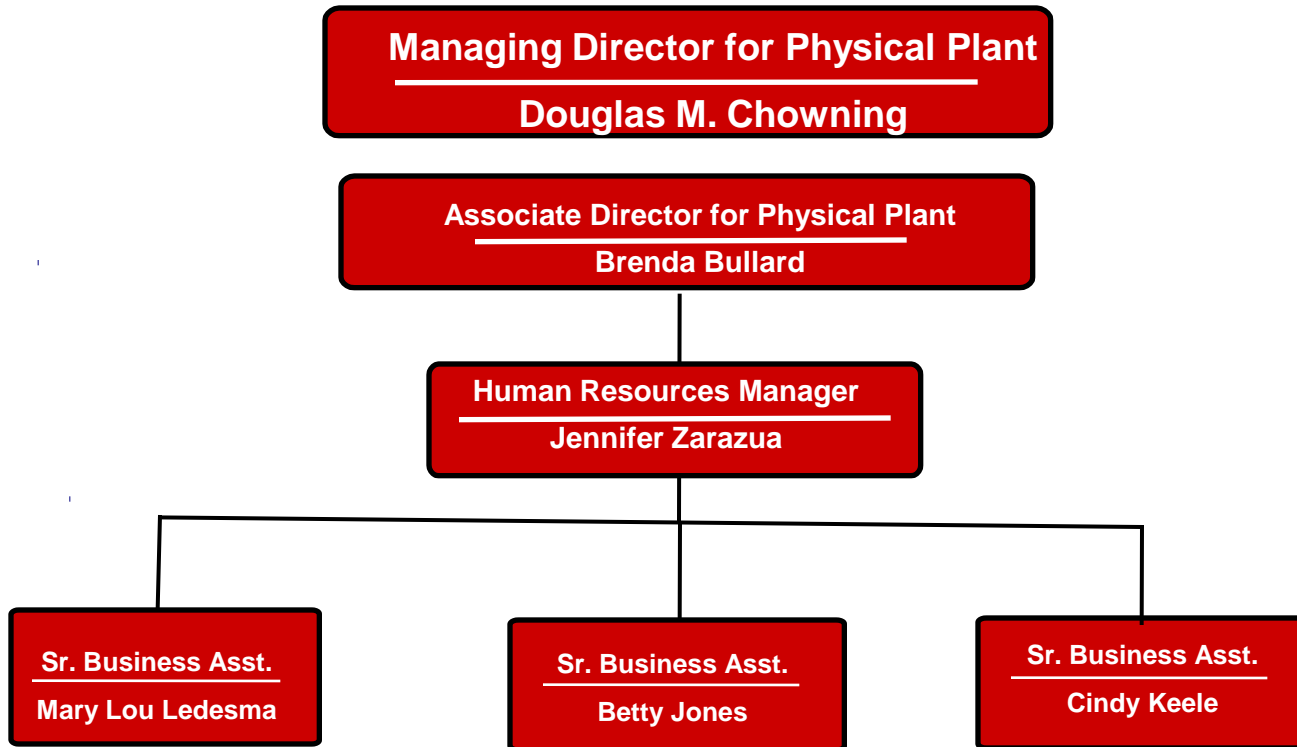 Managing Director for Physical Plant
Douglas M. Chowning
Associate Director for Physical Plant
Brenda Bullard
Human Resources Manager
Jennifer Zarazua
Sr. Business Asst.
Mary Lou Ledesma
Sr. Business Asst.
Betty Jones
Sr. Business Asst.
Cindy Keele